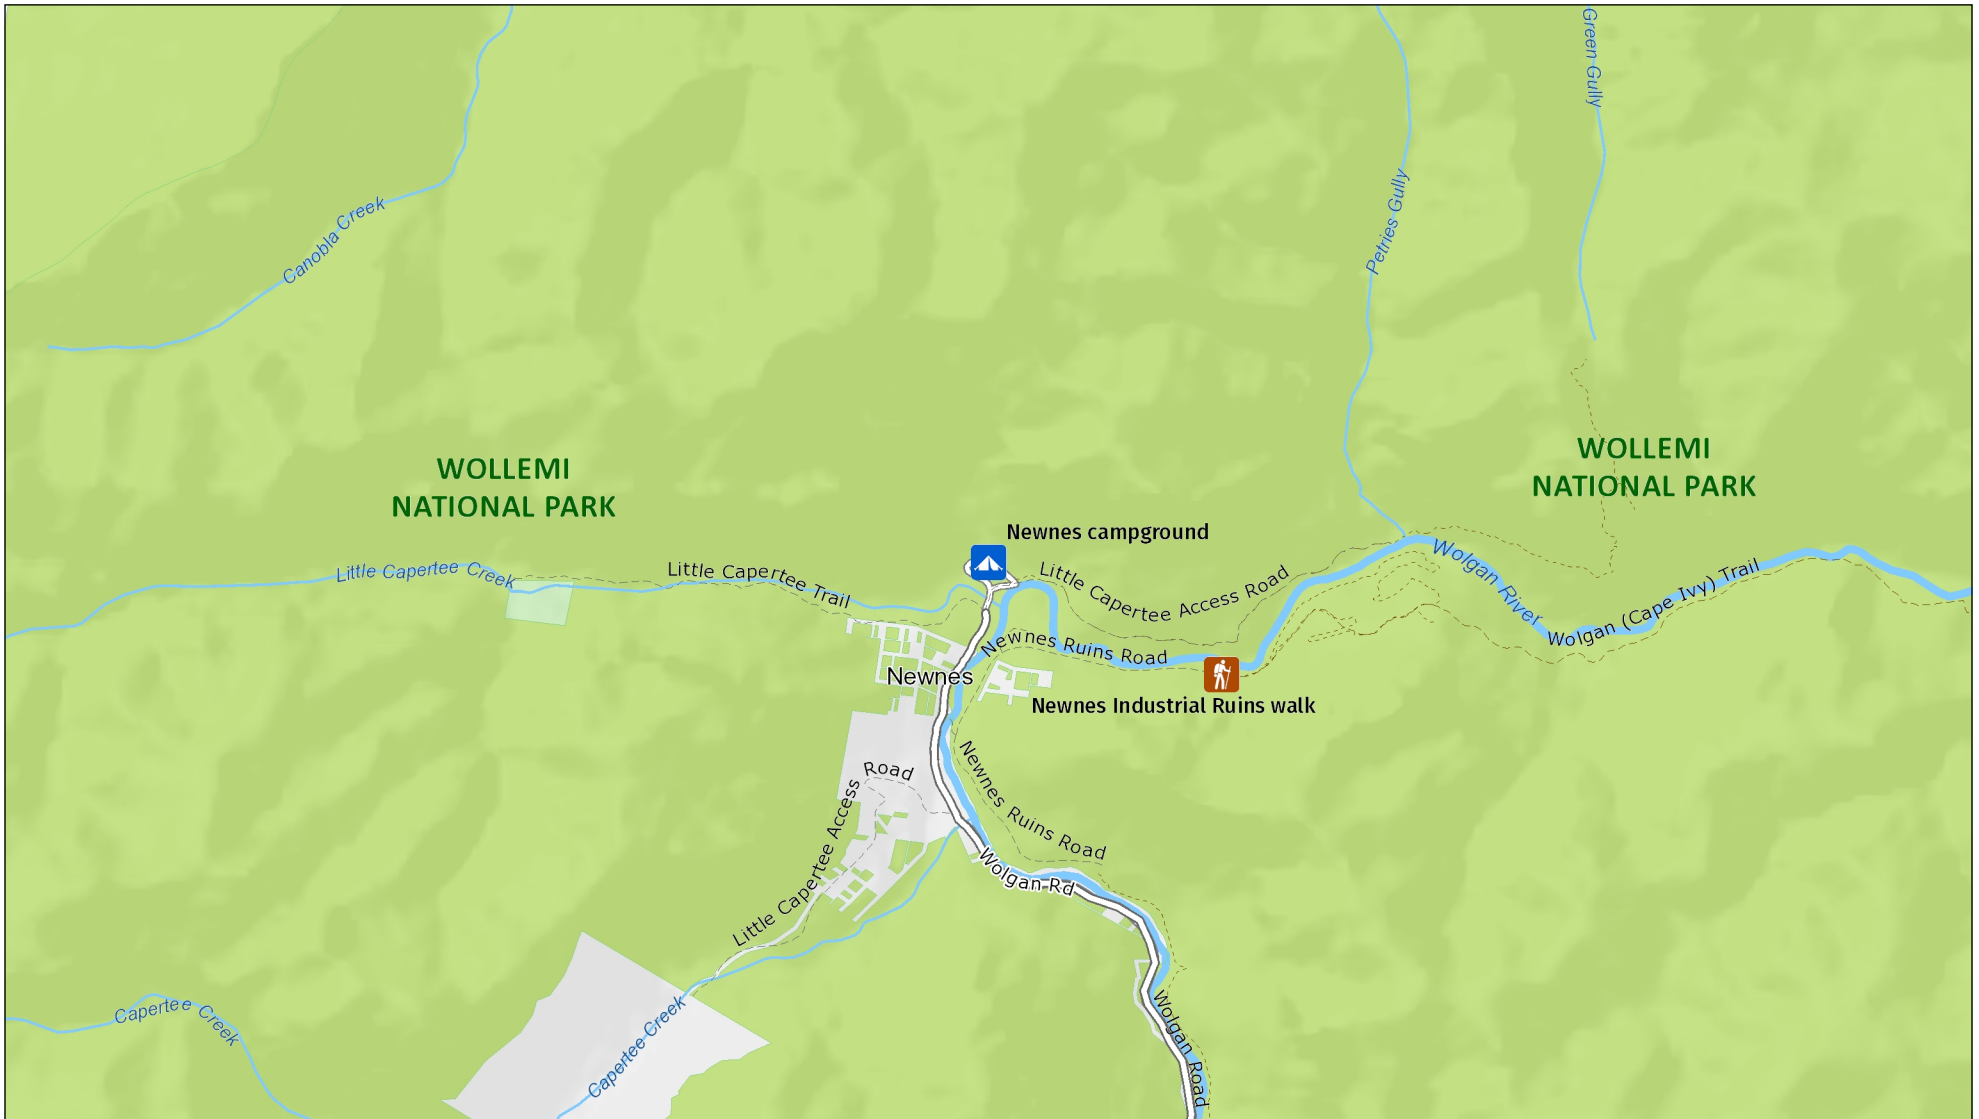 Green Gully
Petries Gully
Canobla Creek
WOLLEMI
NATIONAL PARK
WOLLEMI
NATIONAL PARK
Newnes campground
Little Capertee Creek
Little Capertee Trail
Little Capertee Access Road
Wolgan River
Wolgan (Cape Ivy) Trail
Newnes Ruins Road
Newnes
Newnes Industrial Ruins walk
Newnes Ruins Road
Little Capertee Access Road
Wolgan Rd
Capertee Creek
Capertee Creek
Wolgan Road